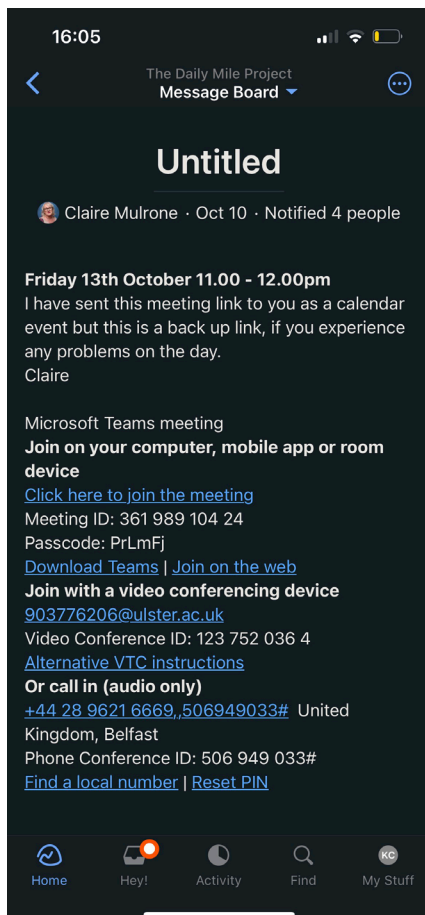 16:05
The Daily Mile Project
Message Board
Untitled
Claire Mulrone · Oct 10 · Notified 4 people
Friday 13th October 11.00 - 12.00pm
I have sent this meeting link to you as a calendar
event but this is a back up link, if you experience
any problems on the day.
Claire
Microsoft Teams meeting
Join on your computer, mobile app or room
device
Click here to join the meeting
Meeting ID: 361 989 104 24
Passcode: PrLmFj
Download Teams | Join on the web
Join with a video conferencing device
903776206@ulster.ac.uk
Video Conference ID: 123 752 036 4
Alternative VTC instructions
Or call in (audio only)
+44 28 9621 6669,,506949033# United
Kingdom, Belfast
Phone Conference ID: 506 949 033#
Find a local number | Reset PIN
KC
Home Hey! Activity Find My Stuff